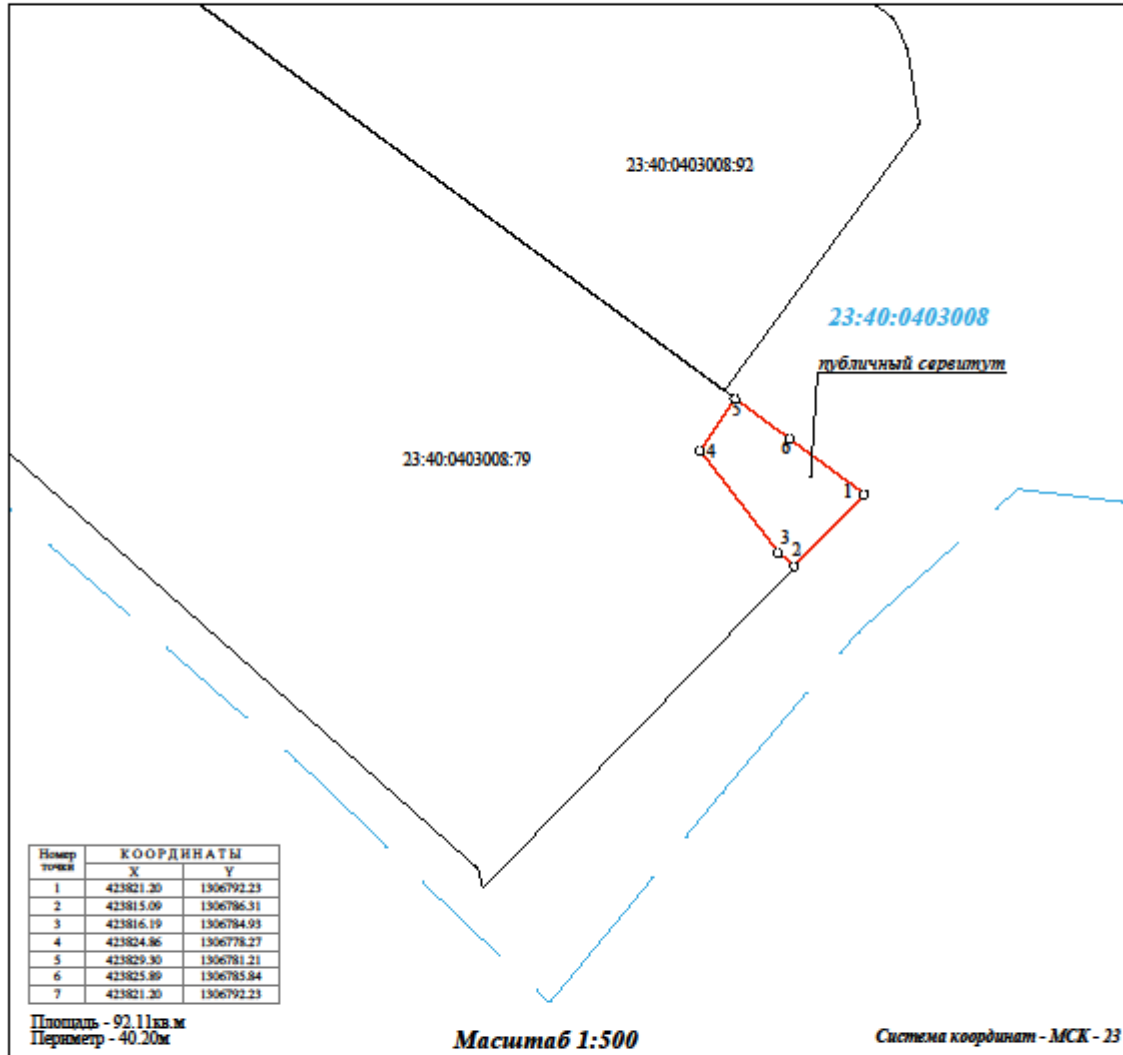 23:40:0403008:92
23:40:0403008
публичный сервитут
5
6
4
23:40:0403008:79
1
3
2
Номер точки КООРДИНАТЫ
X Y
1 423821.20 1306792.23
2 423815.09 1306786.31
3 423816.19 1306784.93
4 423824.86 1306778.27
5 423829.30 1306781.21
6 423825.89 1306785.84
7 423821.20 1306792.23
Площадь - 92.11кв.м
Периметр - 40.20м
Масштаб 1:500
Система координат - МСК - 23